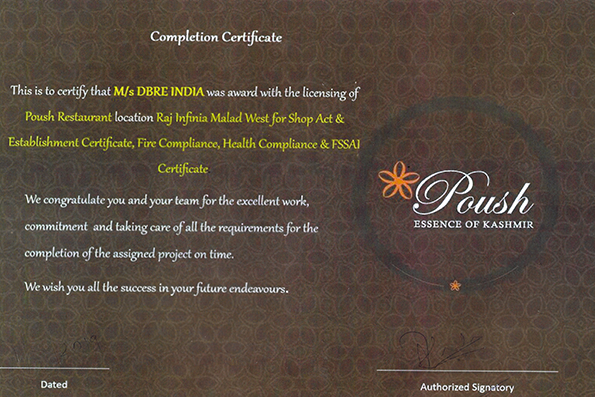 Completion Certificate
This is to certify that M/s DBRE INDIA was award with the licensing of
Poush Restaurant location Raj Infinia Malad West for Shop Act &
Establishment Certificate, Fire Compliance, Health Compliance & FSSAI
Certificate
We congratulate you and your team for the excellent work,
commitment and taking care of all the requirements for the
completion of the assigned project on time.
We wish you all the success in your future endeavours.
Poush
ESSENCE OF KASHMIR
Dated
Authorized Signatory